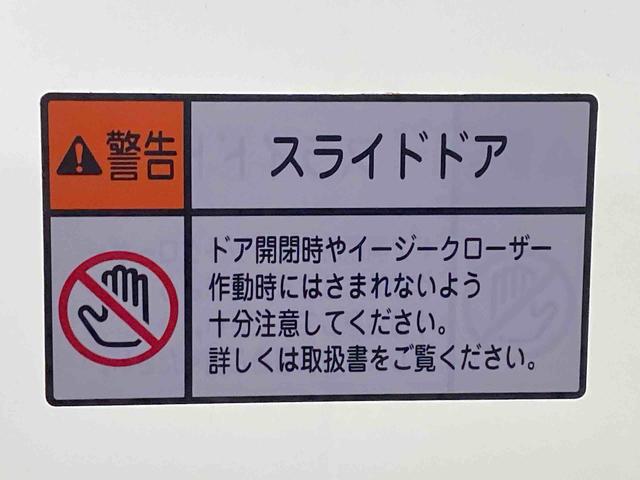 警告
スライドドア
ドア開閉時やイージークローザー
作動時にはさまれないよう
十分注意してください。
詳しくは取扱書をご覧ください。